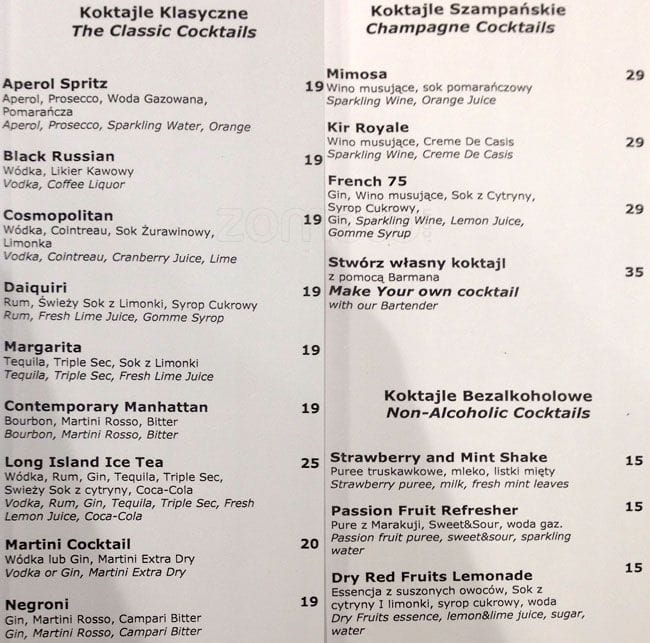 Koktajle Klasyczne
The Classic Cocktails
Aperol Spritz 19
Aperol, Prosecco, Woda Gazowana,
Pomarańcza
Aperol, Prosecco, Sparkling Water, Orange
Black Russian 19
Wódka, Likier Kawowy
Vodka, Coffee Liquor
Cosmopolitan 19
Wódka, Cointreau, Sok Żurawinowy,
Limonka
Vodka, Cointreau, Cranberry Juice, Lime
Daiquiri 19
Rum, Świeży Sok z Limonki, Syrop Cukrowy
Rum, Fresh Lime Juice, Gomme Syrop
Margarita 19
Tequila, Triple Sec, Sok z Limonki
Tequila, Triple Sec, Fresh Lime Juice
Contemporary Manhattan 19
Bourbon, Martini Rosso, Bitter
Bourbon, Martini Rosso, Bitter
Long Island Ice Tea 25
Wódka, Rum, Gin, Tequila, Triple Sec,
Swieży Sok z cytryny, Coca-Cola
Vodka, Rum, Gin, Tequila, Triple Sec, Fresh
Lemon Juice, Coca-Cola
Martini Cocktail 20
Wódka lub Gin, Martini Extra Dry
Vodka or Gin, Martini Extra Dry
Negroni 19
Gin, Martini Rosso, Campari Bitter
Gin, Martini Rosso, Campari Bitter
Koktajle Szampańskie
Champagne Cocktails
Mimosa 29
Wino musujące, sok pomarańczowy
Sparkling Wine, Orange Juice
Kir Royale 29
Wino musujące, Creme De Casis
Sparkling Wine, Creme De Casis
French 75 29
Gin, Wino musujące, Sok z Cytryny,
Syrop Cukrowy,
Gin, Sparkling Wine, Lemon Juice,
Gomme Syrup
Stwórz własny koktajl 35
z pomocą Barmana
Make Your own cocktail
with our Bartender
Koktajle Bezalkoholowe
Non-Alcoholic Cocktails
Strawberry and Mint Shake 15
Puree truskawkowe, mleko, listki mięty
Strawberry puree, milk, fresh mint leaves
Passion Fruit Refresher 15
Pure z Marakuji, Sweet&Sour, woda gaz.
Passion fruit puree, sweet&sour, sparkling
water
Dry Red Fruits Lemonade 15
Essencja z suszonych owoców, Sok z
cytryny I limonki, syrop cukrowy, woda
Dry Fruits essence, lemon&lime juice, sugar,
water